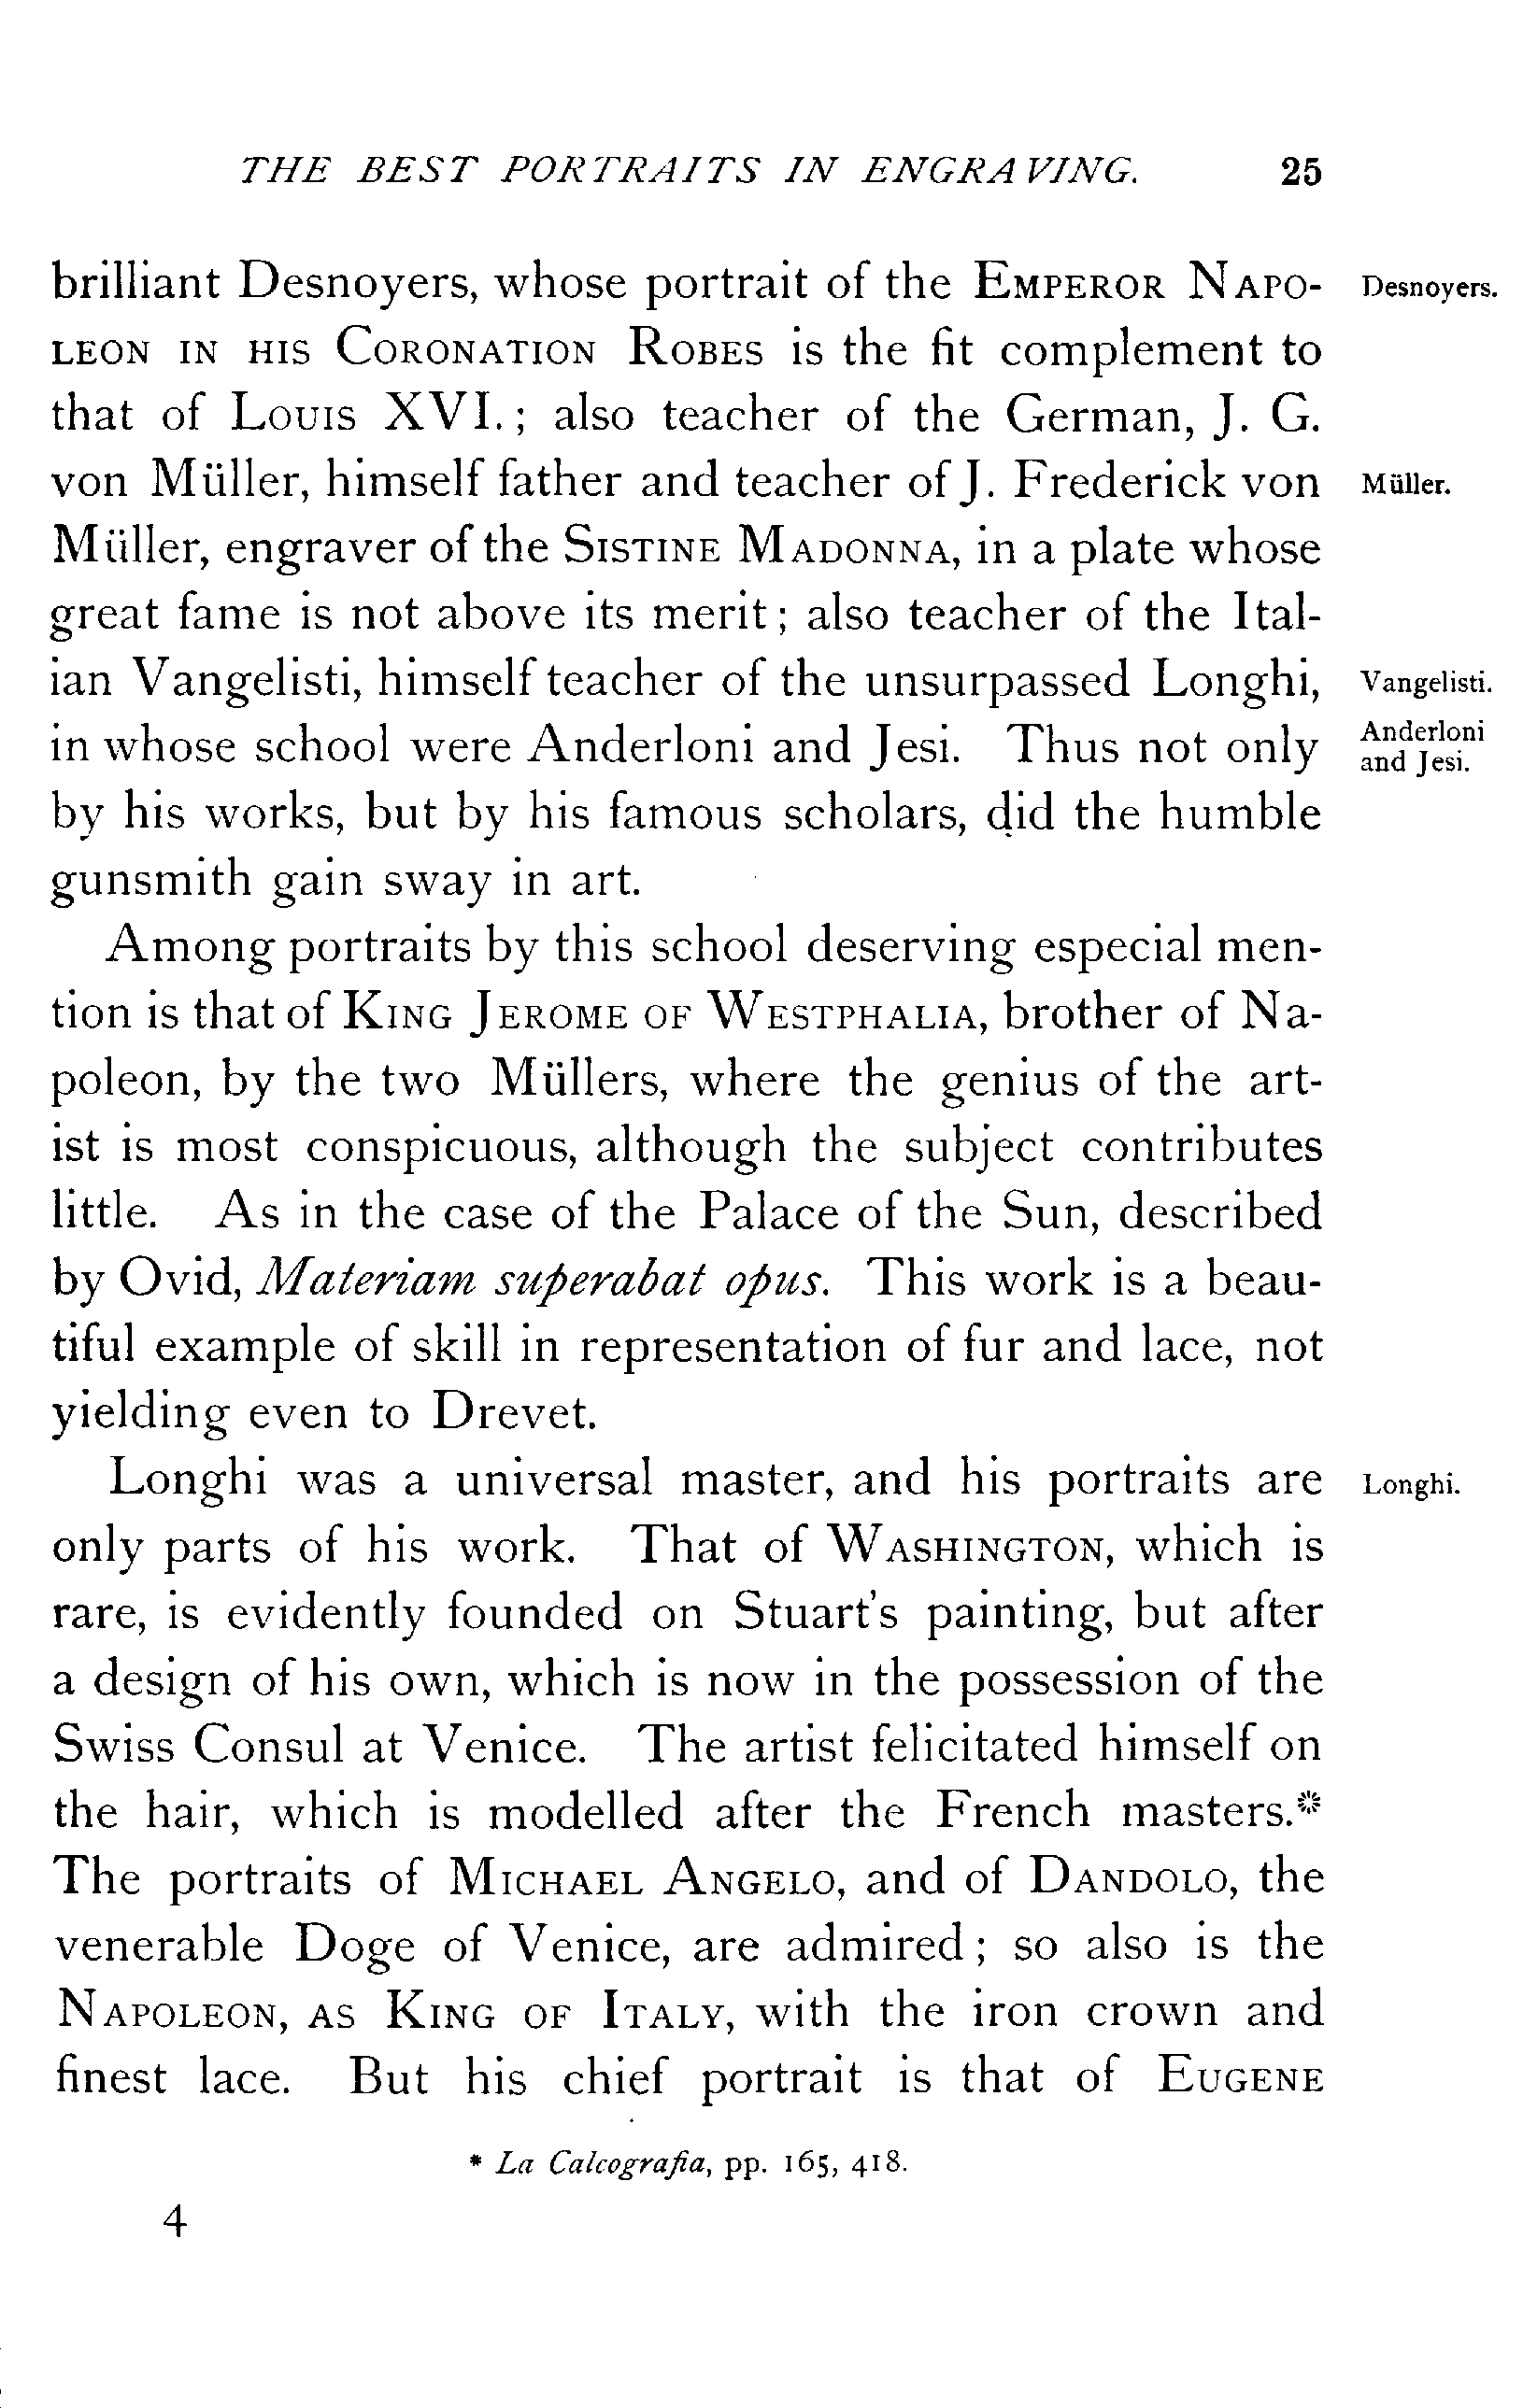 THE BEST PORTRAITS IN ENGRAVING. 25
brilliant Desnoyers, whose portrait of the EMPEROR NAPO- Desnoyers.
LEON IN HIS CORONATION ROBES is the fit complement to
that of LOUIS XVI.; also teacher of the German, J. G.
von Müller, himself father and teacher of J. Frederick von Müller.
Müller, engraver of the SISTINE MADONNA, in a plate whose
great fame is not above its merit; also teacher of the Ital-
ian Vangelisti, himself teacher of the unsurpassed Longhi, Vangelisti.
in whose school were Anderloni and Jesi. Thus not only Anderloni
and Jesi.
by his works, but by his famous scholars, did the humble
gunsmith gain sway in art.
Among portraits by this school deserving especial men-
tion is that of KING JEROME OF WESTPHALIA, brother of Na-
poleon, by the two Müllers, where the genius of the art-
ist is most conspicuous, although the subject contributes
little. As in the case of the Palace of the Sun, described
by Ovid, Materiam superabat opus. This work is a beau-
tiful example of skill in representation of fur and lace, not
yielding even to Drevet.
Longhi was a universal master, and his portraits are Longhi.
only parts of his work. That of WASHINGTON, which is
rare, is evidently founded on Stuart's painting, but after
a design of his own, which is now in the possession of the
Swiss Consul at Venice. The artist felicitated himself on
the hair, which is modelled after the French masters.*
The portraits of MICHAEL ANGELO, and of DANDOLO, the
venerable Doge of Venice, are admired; so also is the
NAPOLEON, AS KING OF ITALY, with the iron crown and
finest lace. But his chief portrait is that of EUGENE
* La Calcografia, pp. 165, 418.
4